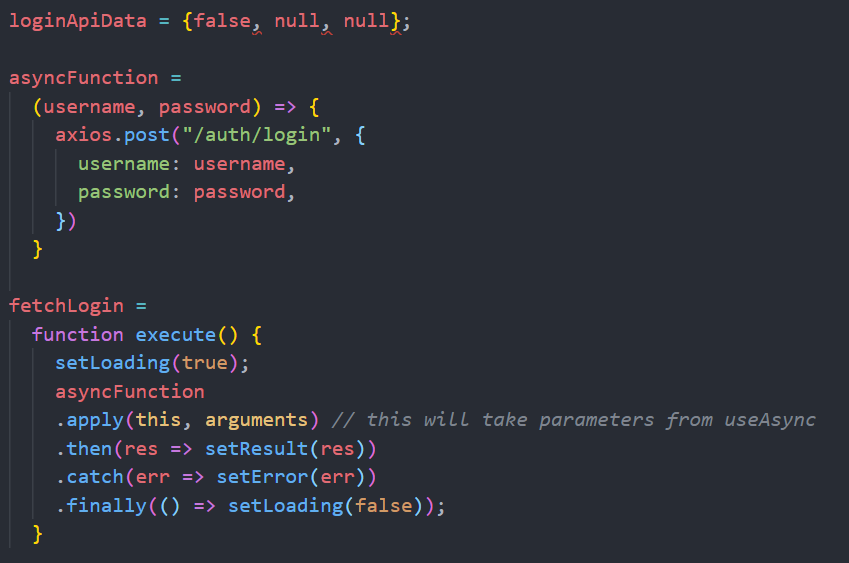 loginApiData = {false, null, null};
asyncFunction =
(username, password) => {
axios.post("/auth/login", {
username: username,
password: password,
})
}
fetchLogin =
function execute() {
setLoading(true);
asyncFunction
.apply(this, arguments) // this will take parameters from useAsync
.then(res => setResult(res))
.catch(err => setError(err))
.finally(() => setLoading(false));
}